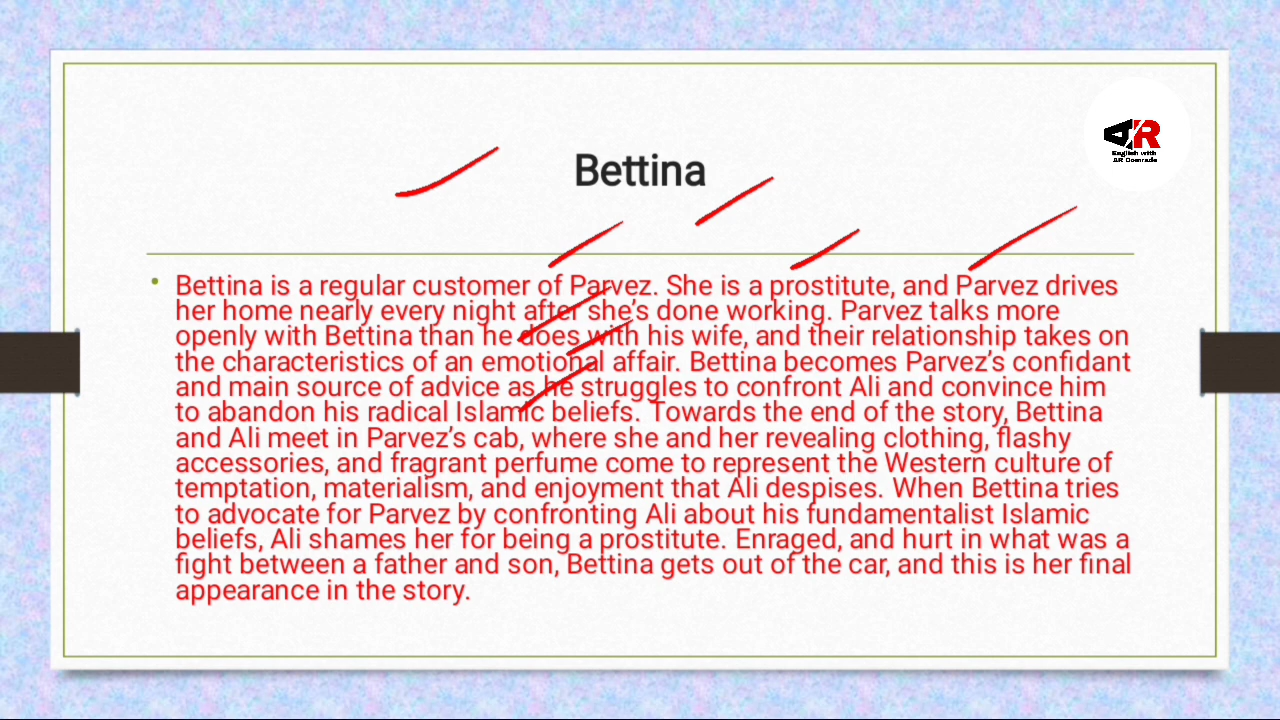 AR
English with
AR Comrade
Bettina
• Bettina is a regular customer of Parvez. She is a prostitute, and Parvez drives
her home nearly every night after she's done working. Parvez talks more
openly with Bettina than he does with his wife, and their relationship takes on
the characteristics of an emotional affair. Bettina becomes Parvez's confidant
and main source of advice as he struggles to confront Ali and convince him
to abandon his radical Islamic beliefs. Towards the end of the story, Bettina
and Ali meet in Parvez's cab, where she and her revealing clothing, flashy
accessories, and fragrant perfume come to represent the Western culture of
temptation, materialism, and enjoyment that Ali despises. When Bettina tries
to advocate for Parvez by confronting Ali about his fundamentalist Islamic
beliefs, Ali shames her for being a prostitute. Enraged, and hurt in what was a
fight between a father and son, Bettina gets out of the car, and this is her final
appearance in the story.